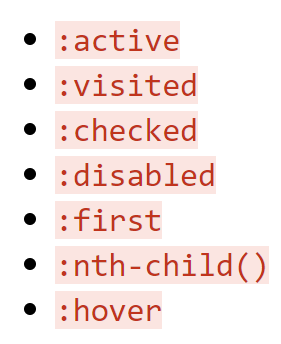 :active
:visited
:checked
:disabled
:first
:nth-child()
:hover